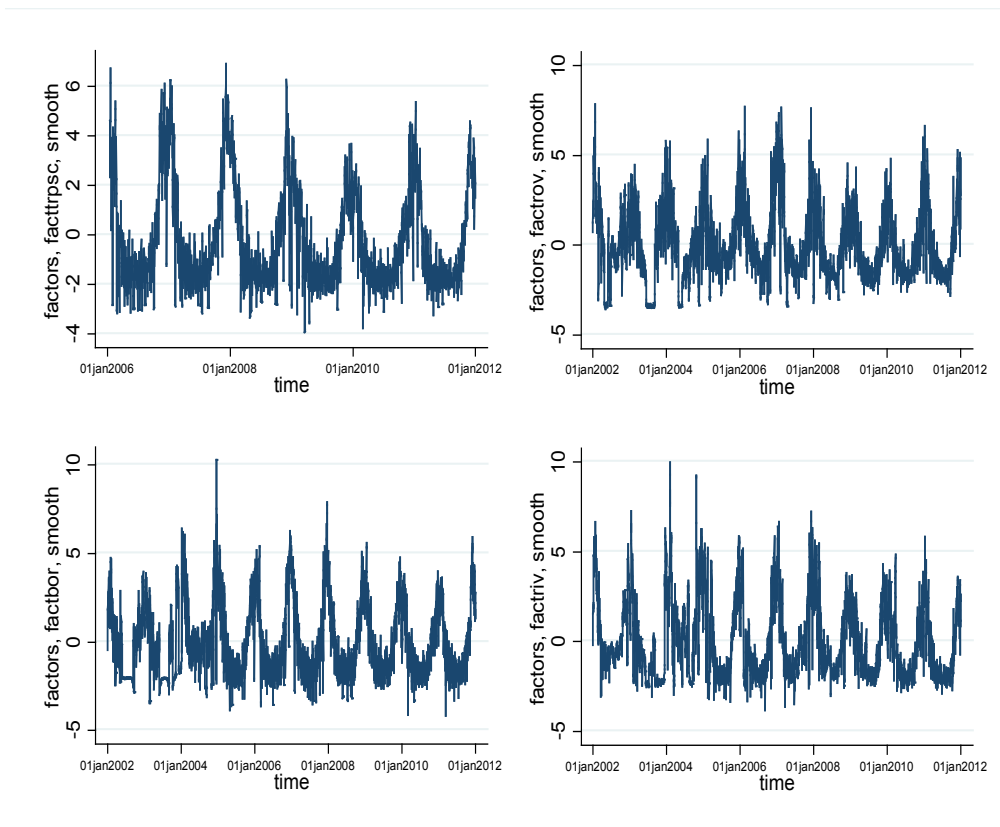 factors, facttrpsc, smooth
6
4
2
0
-2
-4
01jan2006 01jan2008 01jan2010 01jan2012
time
factors, factrov, smooth
10
5
0
-5
01jan2002 01jan2004 01jan2006 01jan2008 01jan2010 01jan2012
time
factors, factbor, smooth
10
5
0
-5
01jan2002 01jan2004 01jan2006 01jan2008 01jan2010 01jan2012
time
factors, factriv, smooth
10
5
0
-5
01jan2002 01jan2004 01jan2006 01jan2008 01jan2010 01jan2012
time